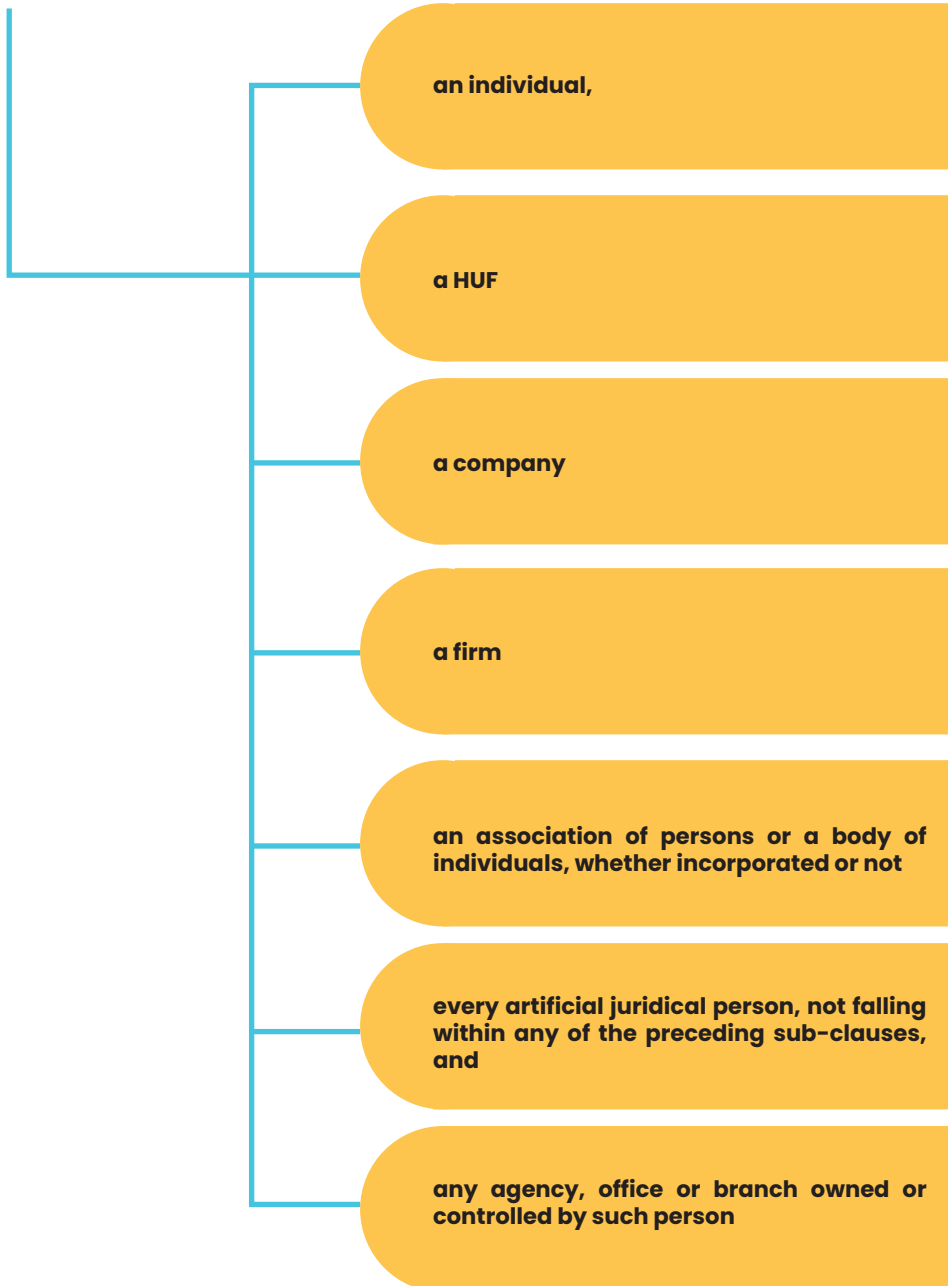 an individual,
a HUF
a company
a firm
an association of persons or a body of
individuals, whether incorporated or not
every artificial juridical person, not falling
within any of the preceding sub-clauses,
and
any agency, office or branch owned or
controlled by such person